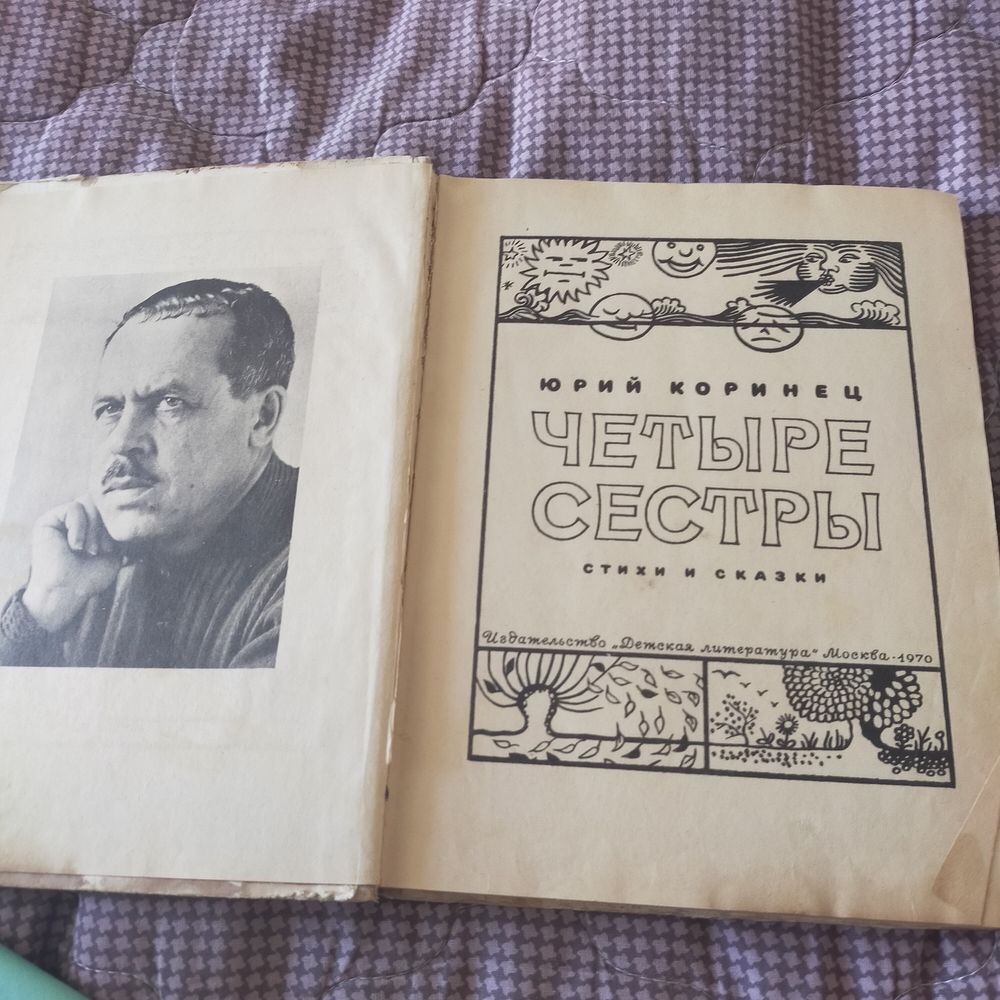 ЮРИЙ КОРИНЕЦ
ЧЕТЫРЕ
СЕСТРЫ
СТИХИ И СКАЗКИ
Издательство „Детская литература“ Москва · 1970